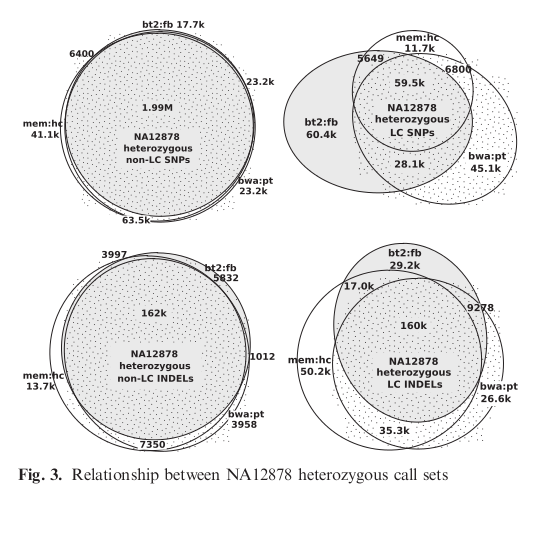 bt2:fb 17.7k
6400
23.2k
1.99M
mem:hc
41.1k
NA12878
heterozygous
non-LC SNPs
bwa:pt
23.2k
63.5k
mem:hc
11.7k
5649
6800
59.5k
bt2:fb
60.4k
NA12878
heterozygous
LC SNPs
28.1k
bwa:pt
45.1k
3997
bt2:fb
5832
162k
NA12878
heterozygous
non-LC INDELs
1012
mem:hc
13.7k
bwa:pt
3958
7350
bt2:fb
29.2k
17.0k
9278
160k
mem:hc
50.2k
NA12878
heterozygous
LC INDELs
bwa:pt
26.6k
35.3k
Fig. 3. Relationship between NA12878 heterozygous call sets